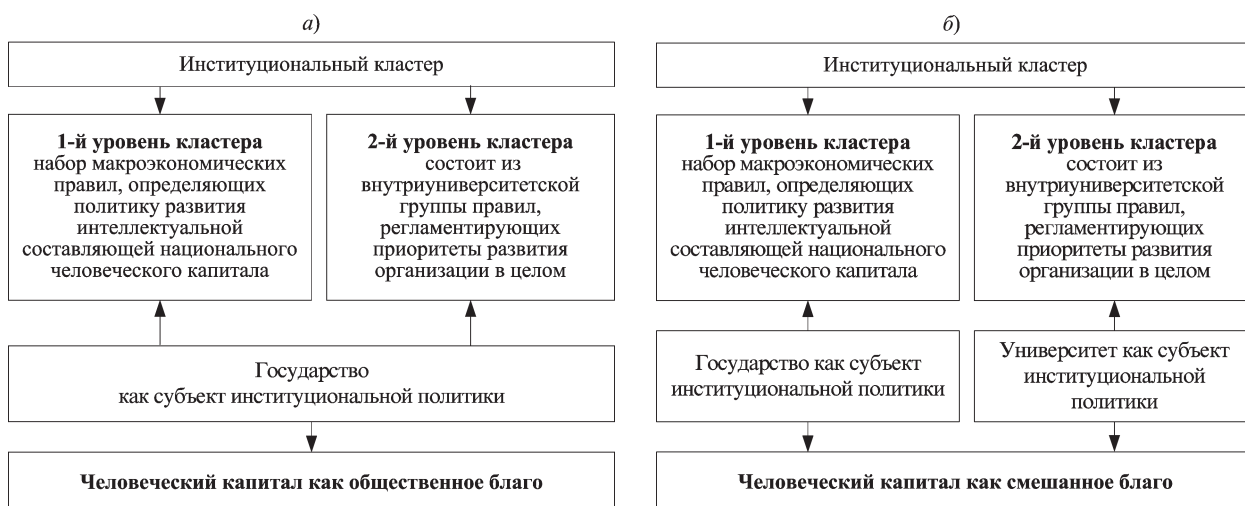 а)
Институциональный кластер
1-й уровень кластера
набор макроэкономических
правил, определяющих
политику развития
интеллектуальной
составляющей национального
человеческого капитала
2-й уровень кластера
состоит из
внутриуниверситетской
группы правил,
регламентирующих
приоритеты развития
организации в целом
Государство
как субъект институциональной политики
Человеческий капитал как общественное благо
б)
Институциональный кластер
1-й уровень кластера
набор макроэкономических
правил, определяющих
политику развития
интеллектуальной
составляющей национального
человеческого капитала
2-й уровень кластера
состоит из
внутриуниверситетской
группы правил,
регламентирующих
приоритеты развития
организации в целом
Государство как субъект
институциональной политики
Университет как субъект
институциональной
политики
Человеческий капитал как смешанное благо